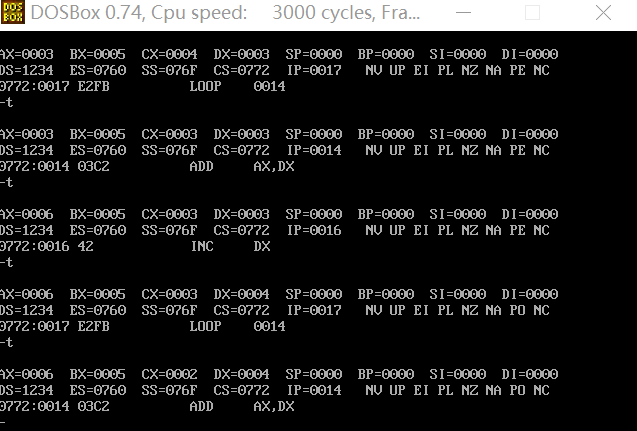 DOS
BOX
DOSBox 0.74, Cpu speed: 3000 cycles, Fra...
AX=0003 BX=0005 CX=0004 DX=0003 SP=0000 BP=0000 SI=0000 DI=0000
DS=1234 ES=0760 SS=076F CS=0772 IP=0017 NV UP EI PL NZ NA PE NC
0772:0017 E2FB LOOP 0014
-t
AX=0003 BX=0005 CX=0003 DX=0003 SP=0000 BP=0000 SI=0000 DI=0000
DS=1234 ES=0760 SS=076F CS=0772 IP=0014 NV UP EI PL NZ NA PE NC
0772:0014 03C2 ADD AX,DX
-t
AX=0006 BX=0005 CX=0003 DX=0003 SP=0000 BP=0000 SI=0000 DI=0000
DS=1234 ES=0760 SS=076F CS=0772 IP=0016 NV UP EI PL NZ NA PE NC
0772:0016 42 INC DX
-t
AX=0006 BX=0005 CX=0003 DX=0004 SP=0000 BP=0000 SI=0000 DI=0000
DS=1234 ES=0760 SS=076F CS=0772 IP=0017 NV UP EI PL NZ NA PO NC
0772:0017 E2FB LOOP 0014
-t
AX=0006 BX=0005 CX=0002 DX=0004 SP=0000 BP=0000 SI=0000 DI=0000
DS=1234 ES=0760 SS=076F CS=0772 IP=0014 NV UP EI PL NZ NA PO NC
0772:0014 03C2 ADD AX,DX
-